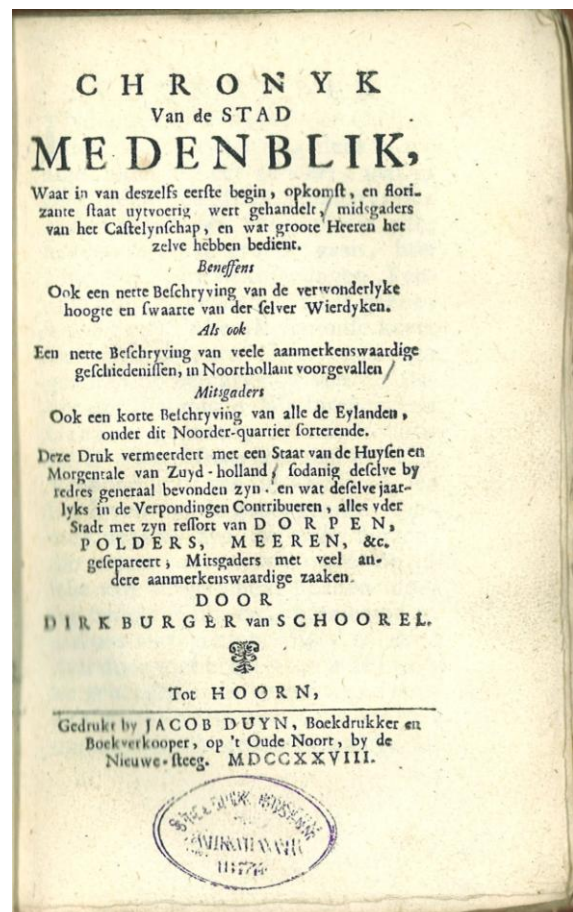 CHRONYK
Van de STAD
MEDENBLIK,
Waar in van deszelfs eerſte begin, opkomſt, en flori-
zante ſtaat uytvoerig wert gehandelt, midsgaders
van het Caſtelynſchap, en wat groote Heeren het
zelve hebben bedient.
Beneffens
Ook een nette Beſchryving van de verwonderlyke
hoogte en ſwaarte van der ſelver Wierdyken.
Als ook
Een nette Beſchryving van veele aanmerkenswaardige
geſchiedeniſſen, in Noorthollant voorgevallen
Mitsgaders
Ook een korte Beſchryving van alle de Eylanden,
onder dit Noorder-quartier ſorterende.
Deze Druk vermeerdert met een Staat van de Huyſen en
Morgentale van Zuyd-holland, ſodanig deſelve by
redres generaal bevonden zyn. en wat deſelve jaar-
lyks in de Verpondingen Contribueren, alles yder
Stadt met zyn reſſort van DORPEN,
POLDERS, MEEREN, &c.
geſepareert; Mitsgaders met veel an-
dere aanmerkenswaardige zaaken.
DOOR
DIRK BURGER van SCHOOREL.
Tot HOORN,
Gedrukt by JACOB DUYN, Boekdrukker en
Boekverkooper, op 't Oude Noort, by de
Nieuwe-ſteeg. MDCCXXVIII.